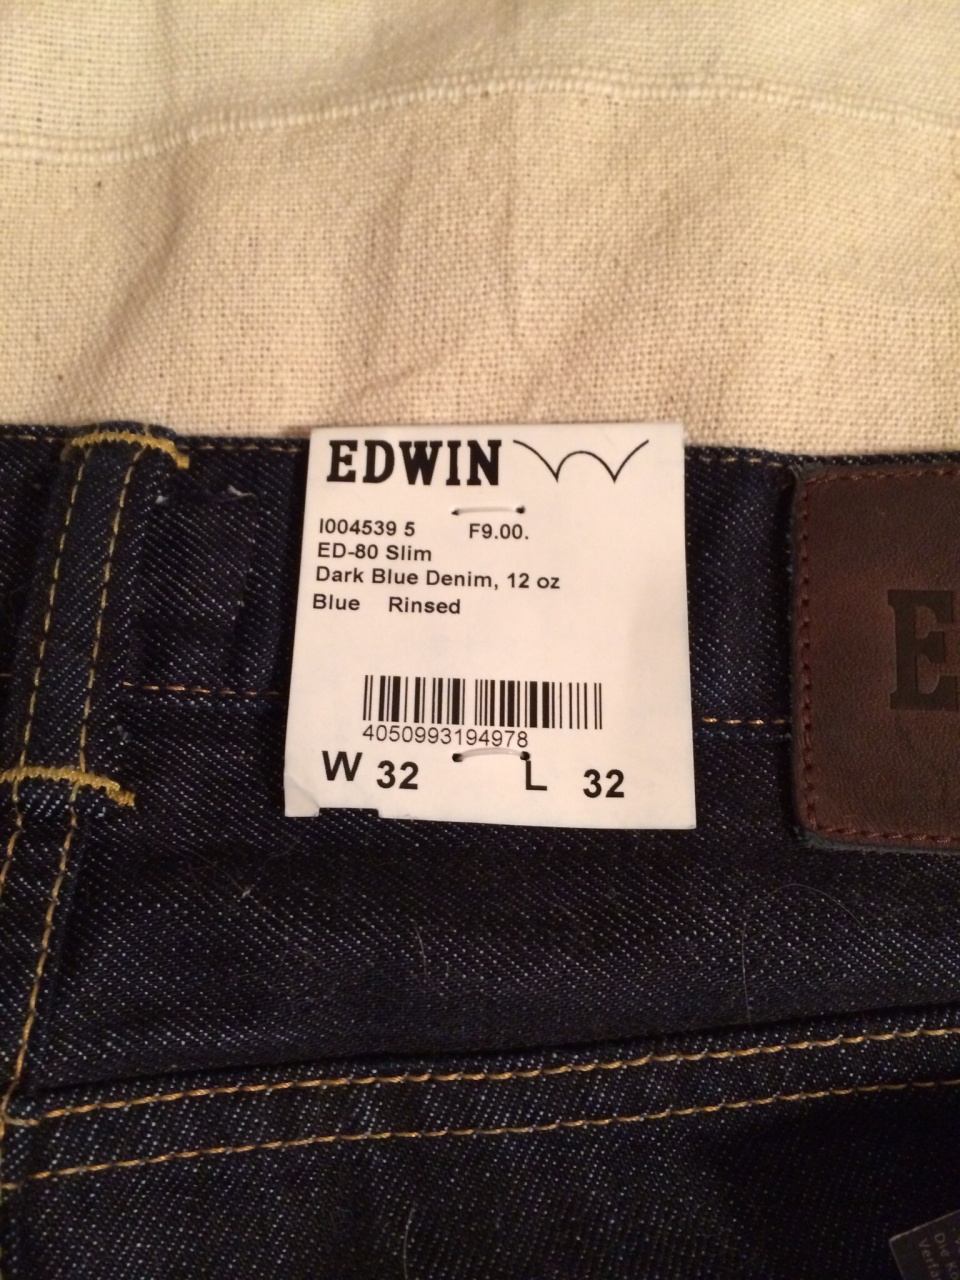 EDWIN
I004539 5 F9.00.
ED-80 Slim
Dark Blue Denim, 12 oz
Blue Rinsed
4050993194978
W 32 L 32
E